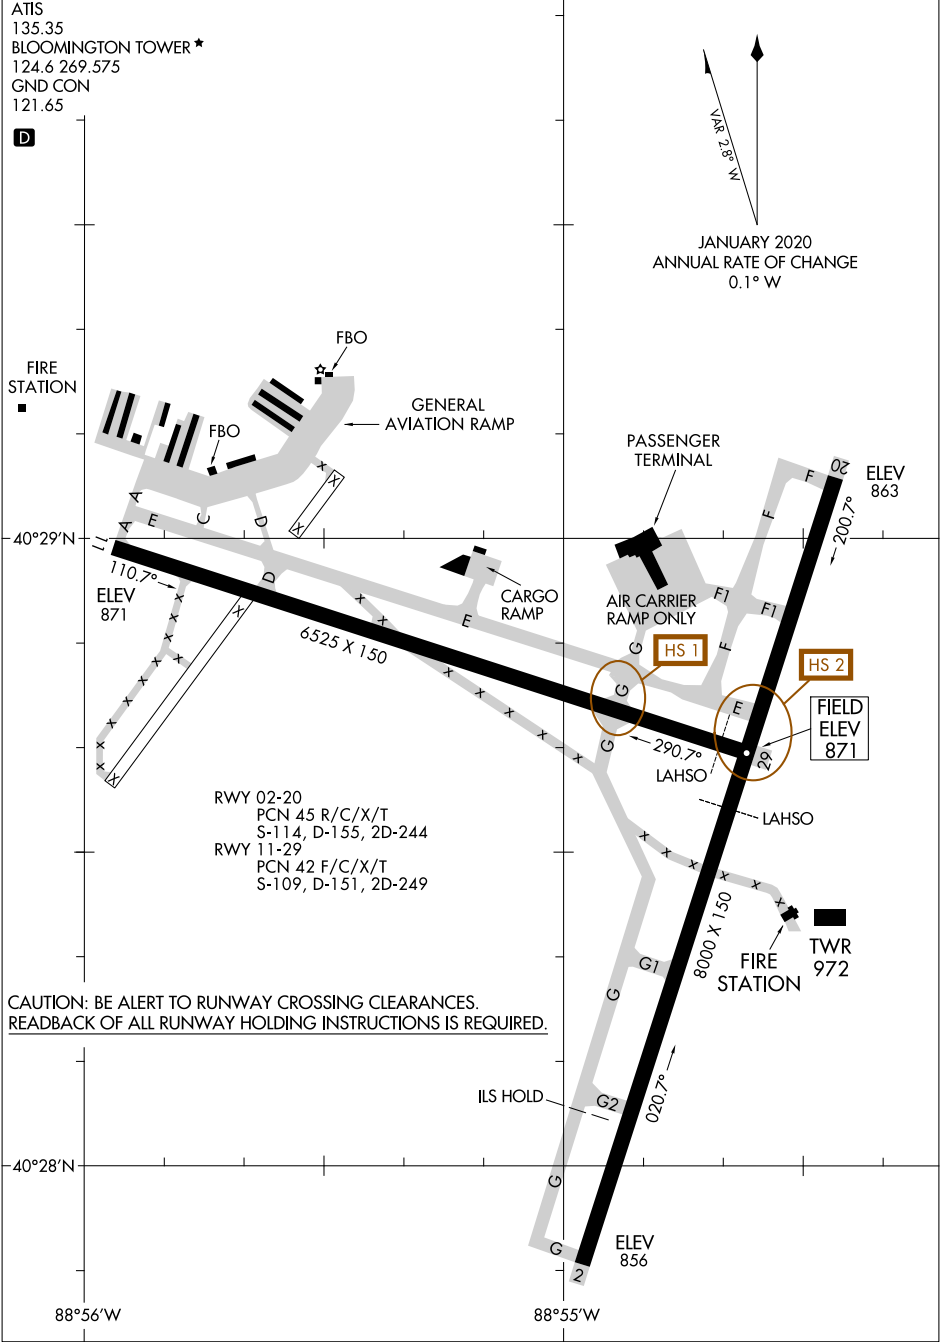 ATIS
135.35
BLOOMINGTON TOWER★
124.6 269.575
GND CON
121.65
D
VAR 2.8° W
JANUARY 2020
ANNUAL RATE OF CHANGE
0.1° W
FIRE
STATION
FBO
GENERAL
AVIATION RAMP
FBO
PASSENGER
TERMINAL
20
ELEV
863
F
F
200.7°
A
A
E
C
D
X
X
X
40°29'N
11
110.7°
ELEV
871
D
X
CARGO
RAMP
AIR CARRIER
RAMP ONLY
F1
F1
E
6525 X 150
G
F
HS 1
HS 2
G
E
FIELD
ELEV
871
G
290.7°
29
LAHSO
LAHSO
X
RWY 02-20
PCN 45 R/C/X/T
S-114, D-155, 2D-244
RWY 11-29
PCN 42 F/C/X/T
S-109, D-151, 2D-249
8000 X 150
FIRE
STATION
TWR
972
G1
G
CAUTION: BE ALERT TO RUNWAY CROSSING CLEARANCES.
READBACK OF ALL RUNWAY HOLDING INSTRUCTIONS IS REQUIRED.
ILS HOLD
G2
020.7°
40°28'N
G
G
2
ELEV
856
88°56'W
88°55'W